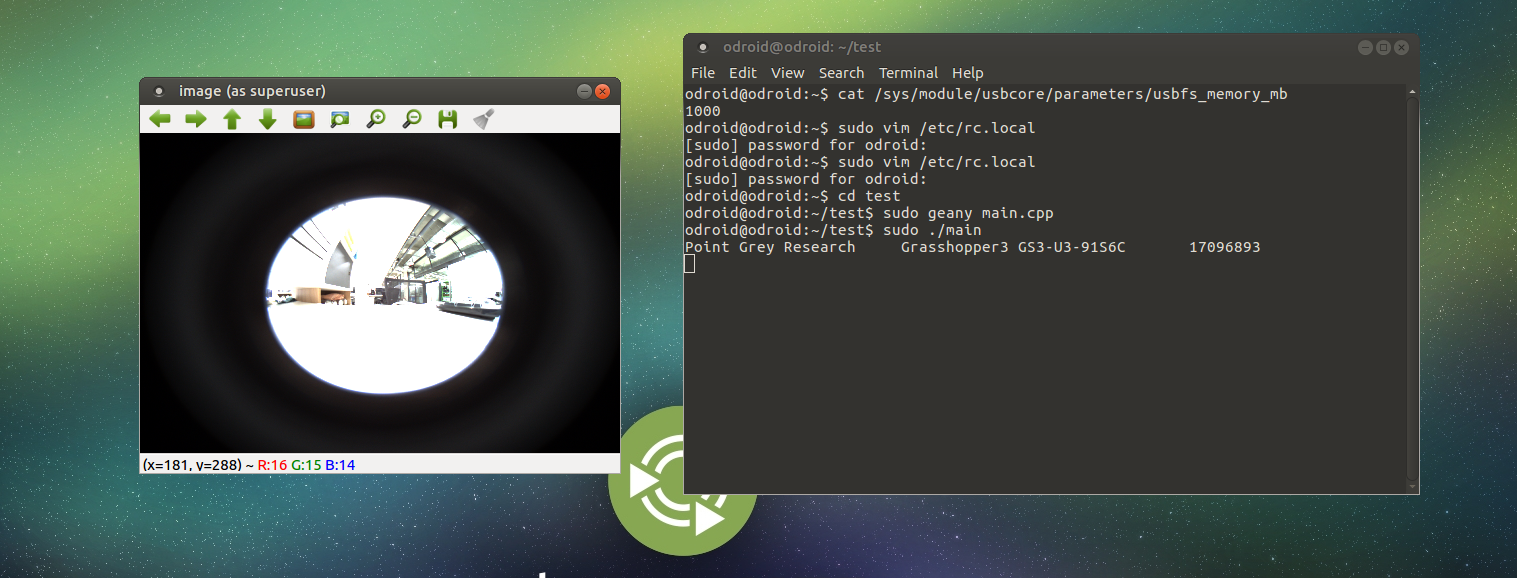 image (as superuser)
(x=181, y=288) ~ R:16 G:15 B:14
odroid@odroid: ~/test
File Edit View Search Terminal Help
odroid@odroid:~$ cat /sys/module/usbcore/parameters/usbfs_memory_mb
1000
odroid@odroid:~$ sudo vim /etc/rc.local
[sudo] password for odroid:
odroid@odroid:~$ sudo vim /etc/rc.local
[sudo] password for odroid:
odroid@odroid:~$ cd test
odroid@odroid:~/test$ sudo geany main.cpp
odroid@odroid:~/test$ sudo ./main
Point Grey Research Grasshopper3 GS3-U3-91S6C 17096893